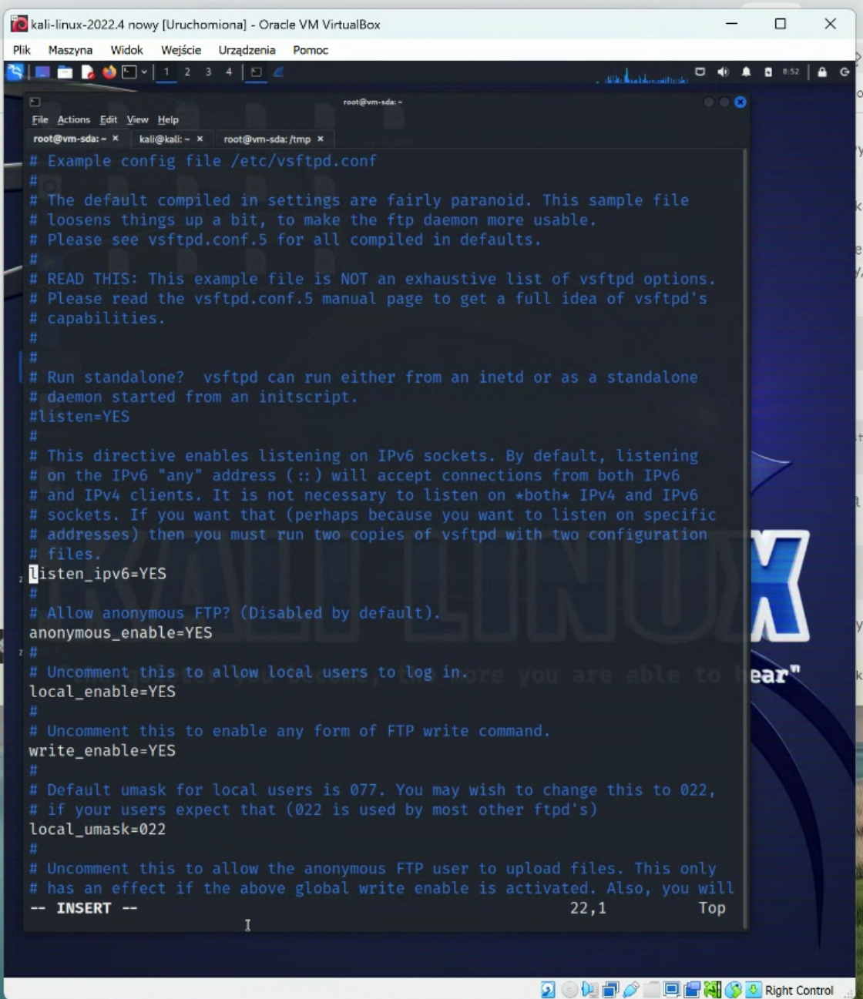 kali-linux-2022.4 nowy [Uruchomiona] - Oracle VM VirtualBox
Plik Maszyna Widok Wejście Urządzenia Pomoc
1 2 3 4 8:52
root@vm-sda: ~
File Actions Edit View Help
root@vm-sda: ~ × kali@kali: ~ × root@vm-sda: /tmp ×
# Example config file /etc/vsftpd.conf
#
# The default compiled in settings are fairly paranoid. This sample file
# loosens things up a bit, to make the ftp daemon more usable.
# Please see vsftpd.conf.5 for all compiled in defaults.
#
# READ THIS: This example file is NOT an exhaustive list of vsftpd options.
# Please read the vsftpd.conf.5 manual page to get a full idea of vsftpd's
# capabilities.
#
#
# Run standalone?  vsftpd can run either from an inetd or as a standalone
# daemon started from an initscript.
#listen=YES
#
# This directive enables listening on IPv6 sockets. By default, listening
# on the IPv6 "any" address (::) will accept connections from both IPv6
# and IPv4 clients. It is not necessary to listen on *both* IPv4 and IPv6
# sockets. If you want that (perhaps because you want to listen on specific
# addresses) then you must run two copies of vsftpd with two configuration
# files.
listen_ipv6=YES
#
# Allow anonymous FTP? (Disabled by default).
anonymous_enable=YES
#
# Uncomment this to allow local users to log in.
local_enable=YES
#
# Uncomment this to enable any form of FTP write command.
write_enable=YES
#
# Default umask for local users is 077. You may wish to change this to 022,
# if your users expect that (022 is used by most other ftpd's)
local_umask=022
#
# Uncomment this to allow the anonymous FTP user to upload files. This only
# has an effect if the above global write enable is activated. Also, you will
-- INSERT -- 22,1 Top
KALI LINUX
you become, the more you are able to hear"
Right Control